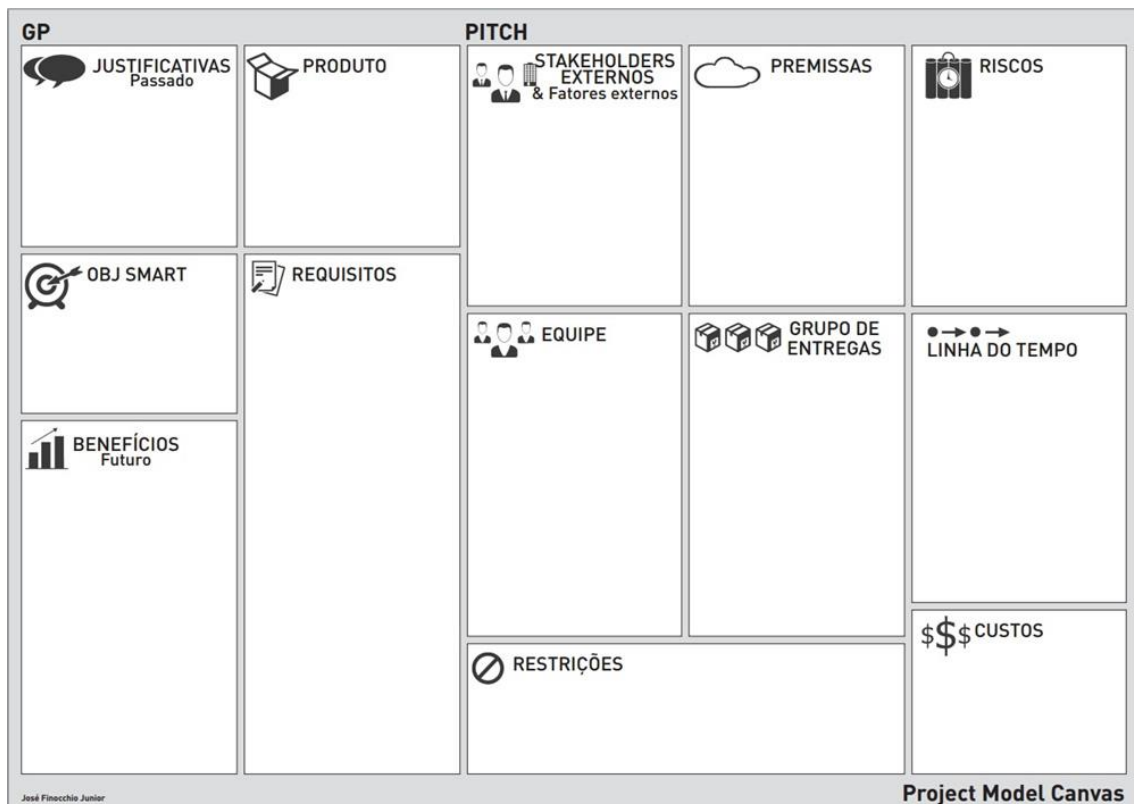 GP
PITCH
JUSTIFICATIVAS
Passado
PRODUTO
STAKEHOLDERS
EXTERNOS
& Fatores externos
PREMISSAS
RISCOS
OBJ SMART
REQUISITOS
EQUIPE
GRUPO DE
ENTREGAS
LINHA DO TEMPO
BENEFÍCIOS
Futuro
RESTRIÇÕES
$$$ CUSTOS
José Finocchio Junior
Project Model Canvas